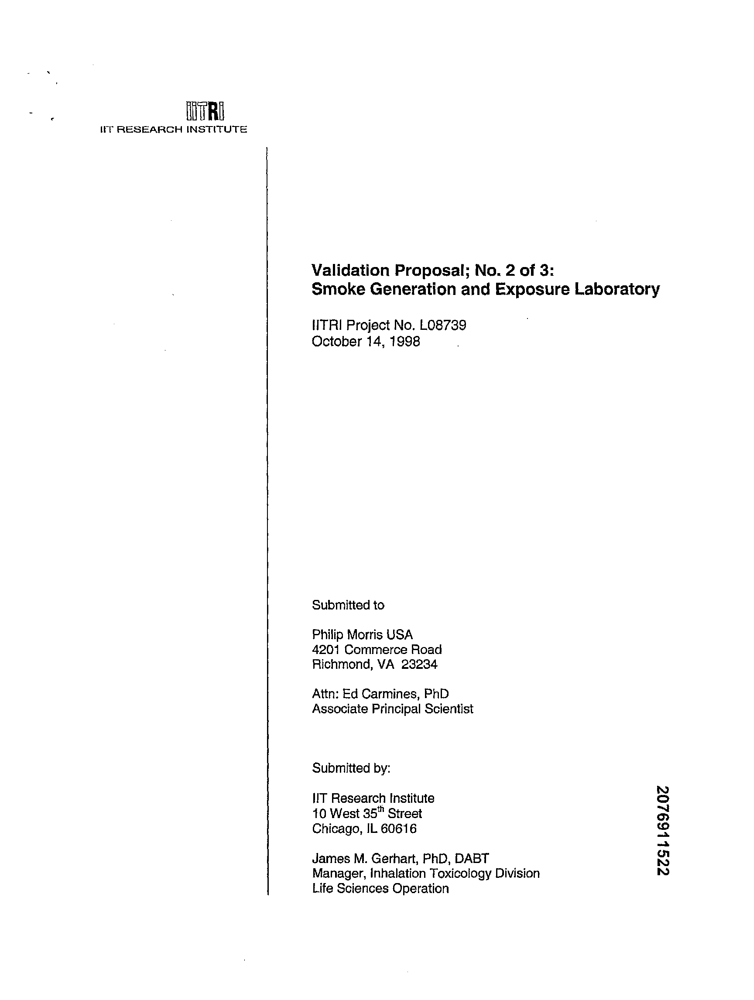 IITRI
IIT RESEARCH INSTITUTE
Validation Proposal; No. 2 of 3:
Smoke Generation and Exposure Laboratory
IITRI Project No. L08739
October 14, 1998
Submitted to
Philip Morris USA
4201 Commerce Road
Richmond, VA 23234
Attn: Ed Carmines, PhD
Associate Principal Scientist
Submitted by:
IIT Research Institute
10 West 35th Street
Chicago, IL 60616
James M. Gerhart, PhD, DABT
Manager, Inhalation Toxicology Division
Life Sciences Operation
2076911522